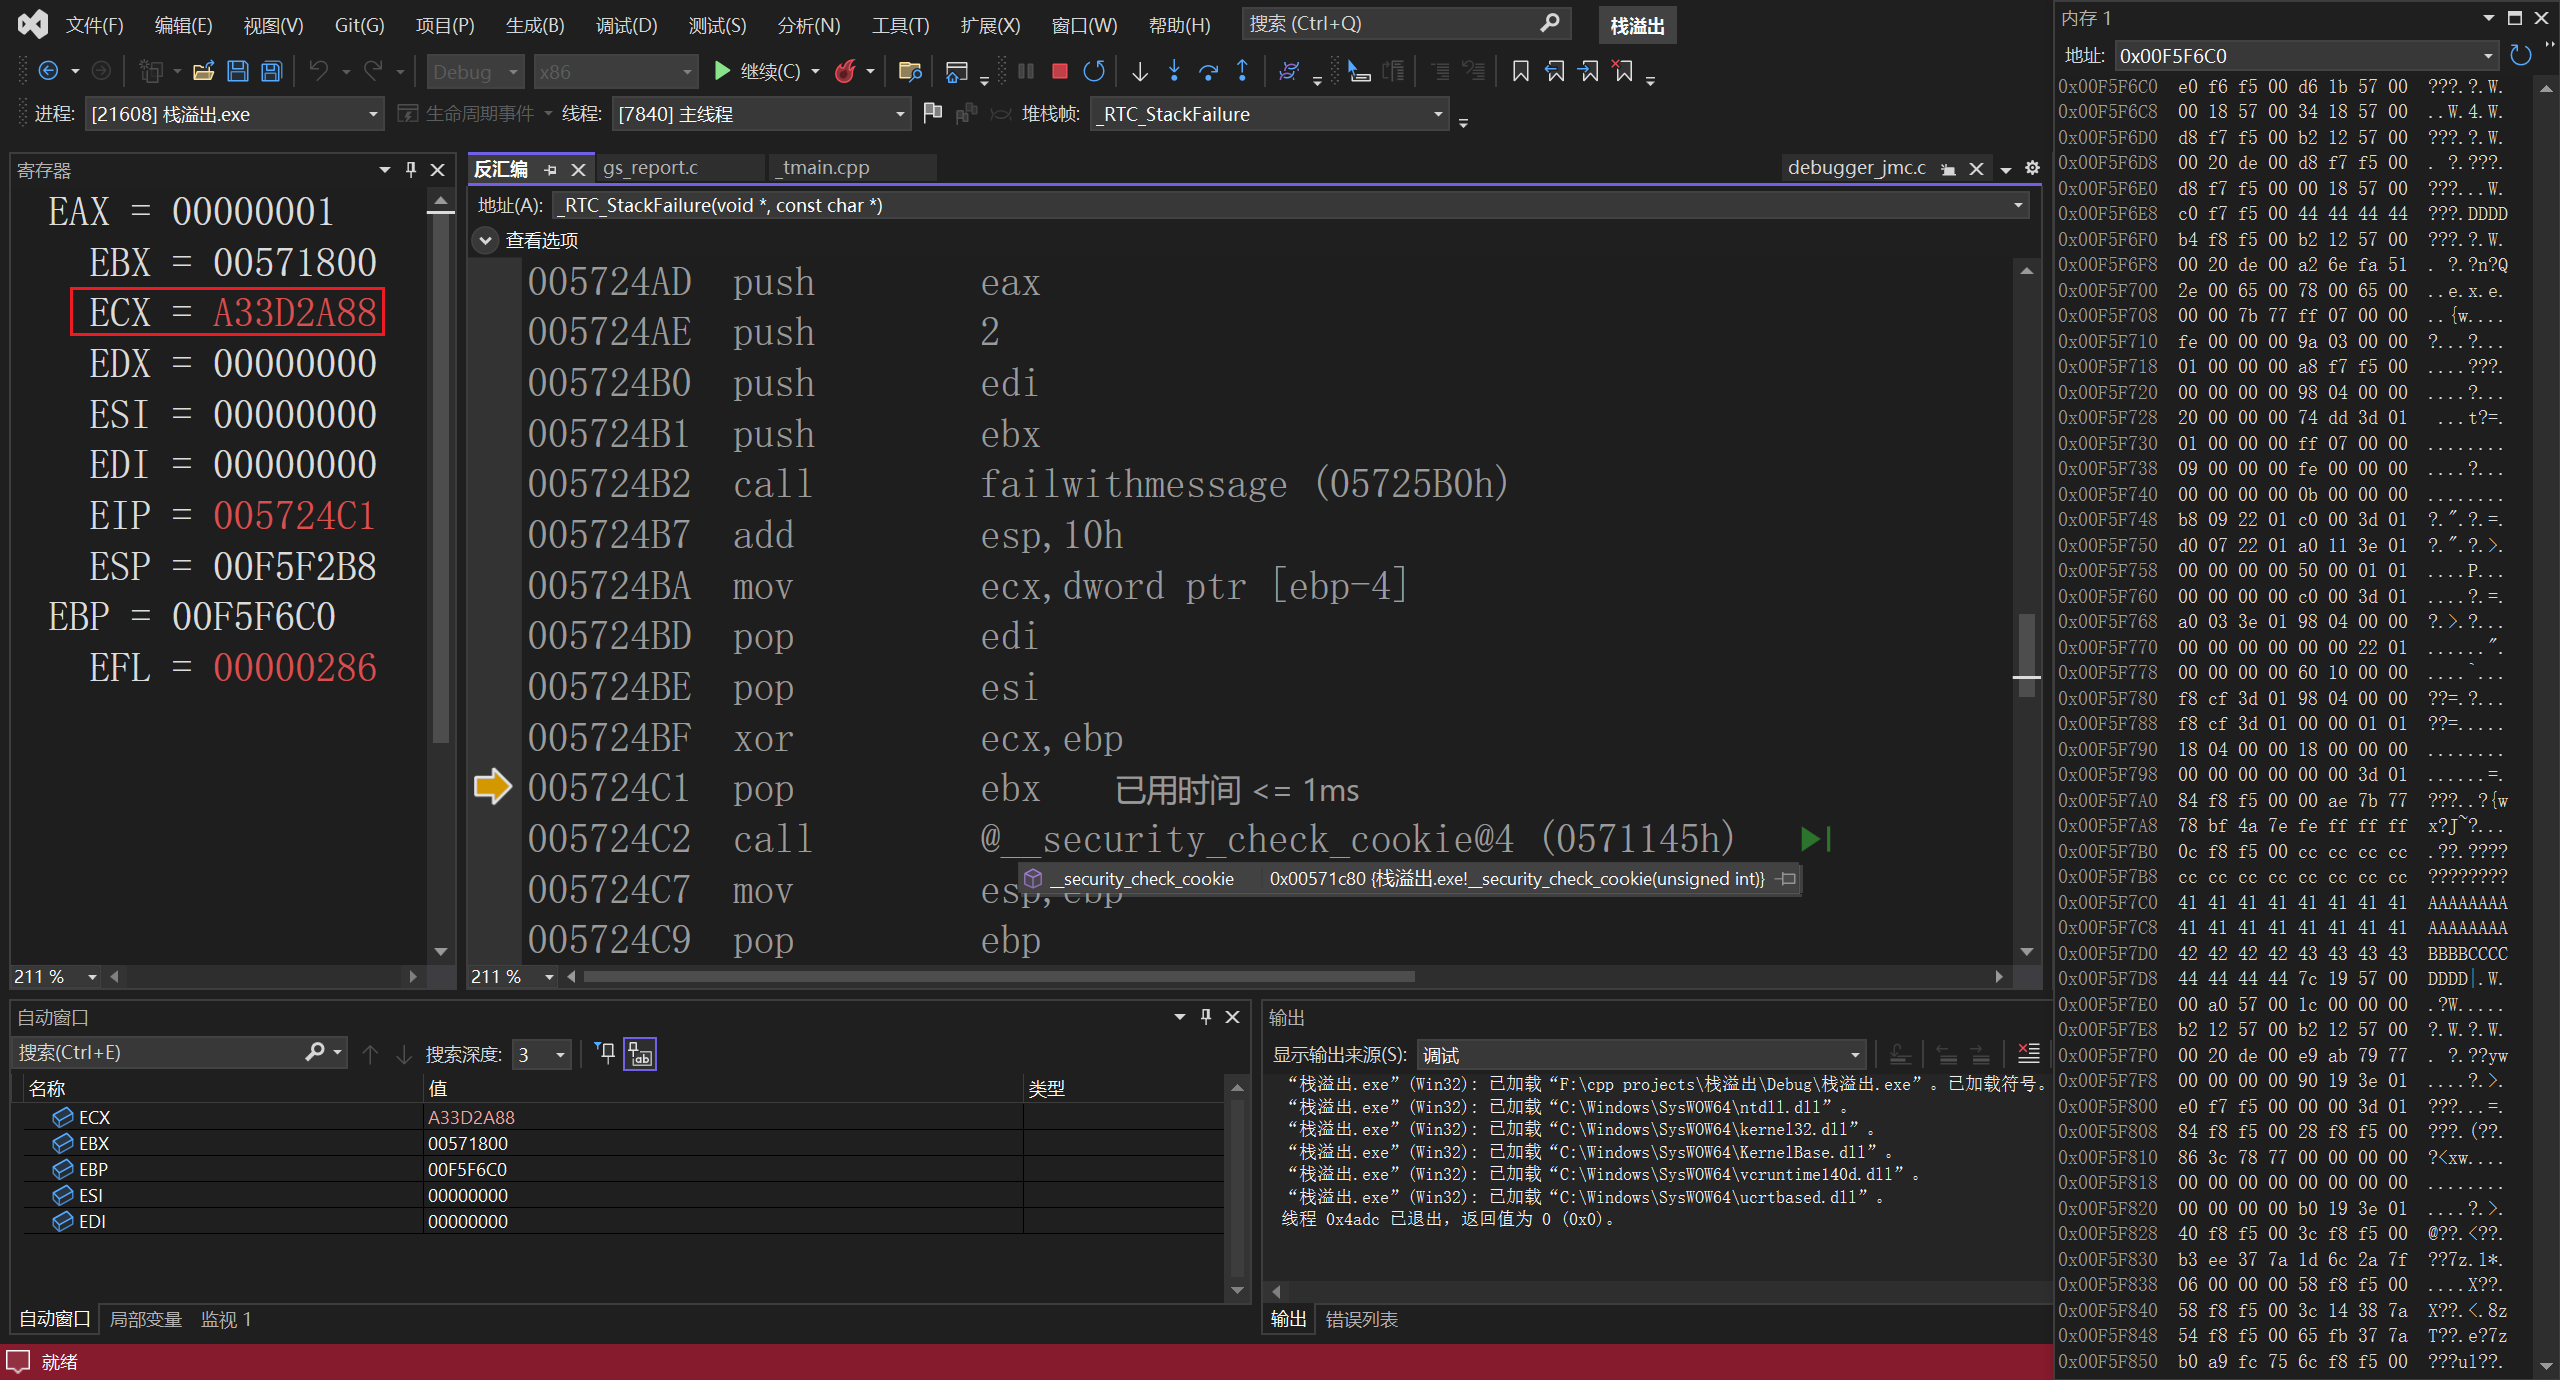 文件(F) 编辑(E) 视图(V) Git(G) 项目(P) 生成(B) 调试(D) 测试(S) 分析(N) 工具(T) 扩展(X) 窗口(W) 帮助(H) 搜索 (Ctrl+Q) 栈溢出
Debug x86 继续(C)
进程: [21608] 栈溢出.exe 生命周期事件 线程: [7840] 主线程 堆栈帧: _RTC_StackFailure
寄存器
EAX = 00000001
EBX = 00571800
ECX = A33D2A88
EDX = 00000000
ESI = 00000000
EDI = 00000000
EIP = 005724C1
ESP = 00F5F2B8
EBP = 00F5F6C0
EFL = 00000286
211 %
反汇编 gs_report.c _tmain.cpp debugger_jmc.c
地址(A): _RTC_StackFailure(void *, const char *)
查看选项
005724AD push eax
005724AE push 2
005724B0 push edi
005724B1 push ebx
005724B2 call failwithmessage (05725B0h)
005724B7 add esp,10h
005724BA mov ecx,dword ptr [ebp-4]
005724BD pop edi
005724BE pop esi
005724BF xor ecx,ebp
005724C1 pop ebx 已用时间 <= 1ms
005724C2 call @__security_check_cookie@4 (0571145h)
__security_check_cookie 0x00571c80 {栈溢出.exe!__security_check_cookie(unsigned int)}
005724C7 mov esp,ebp
005724C9 pop ebp
211 %
自动窗口
搜索(Ctrl+E) 搜索深度: 3
名称 值 类型
ECX A33D2A88
EBX 00571800
EBP 00F5F6C0
ESI 00000000
EDI 00000000
自动窗口 局部变量 监视 1
输出
显示输出来源(S): 调试
“栈溢出.exe”(Win32): 已加载“F:\cpp projects\栈溢出\Debug\栈溢出.exe”。已加载符号。
“栈溢出.exe”(Win32): 已加载“C:\Windows\SysWOW64\ntdll.dll”。
“栈溢出.exe”(Win32): 已加载“C:\Windows\SysWOW64\kernel32.dll”。
“栈溢出.exe”(Win32): 已加载“C:\Windows\SysWOW64\KernelBase.dll”。
“栈溢出.exe”(Win32): 已加载“C:\Windows\SysWOW64\vcruntime140d.dll”。
“栈溢出.exe”(Win32): 已加载“C:\Windows\SysWOW64\ucrtbased.dll”。
线程 0x4adc 已退出，返回值为 0 (0x0)。
输出 错误列表
就绪
内存 1
地址: 0x00F5F6C0
0x00F5F6C0 e0 f6 f5 00 d6 1b 57 00 ???.?.W.
0x00F5F6C8 00 18 57 00 34 18 57 00 ..W.4.W.
0x00F5F6D0 d8 f7 f5 00 b2 12 57 00 ???.?.W.
0x00F5F6D8 00 20 de 00 d8 f7 f5 00 . ?.???.
0x00F5F6E0 d8 f7 f5 00 00 18 57 00 ???...W.
0x00F5F6E8 c0 f7 f5 00 44 44 44 44 ???.DDDD
0x00F5F6F0 b4 f8 f5 00 b2 12 57 00 ???.?.W.
0x00F5F6F8 00 20 de 00 a2 6e fa 51 . ?.?n?Q
0x00F5F700 2e 00 65 00 78 00 65 00 ..e.x.e.
0x00F5F708 00 00 7b 77 ff 07 00 00 ..{w....
0x00F5F710 fe 00 00 00 9a 03 00 00 ?...?...
0x00F5F718 01 00 00 00 a8 f7 f5 00 ....???.
0x00F5F720 00 00 00 00 98 04 00 00 ....?...
0x00F5F728 20 00 00 00 74 dd 3d 01 ...t?=.
0x00F5F730 01 00 00 00 ff 07 00 00 ........
0x00F5F738 09 00 00 00 fe 00 00 00 ....?...
0x00F5F740 00 00 00 00 0b 00 00 00 ........
0x00F5F748 b8 09 22 01 c0 00 3d 01 ?.".?.=.
0x00F5F750 d0 07 22 01 a0 11 3e 01 ?.".?.>.
0x00F5F758 00 00 00 00 50 00 01 01 ....P...
0x00F5F760 00 00 00 00 c0 00 3d 01 ....?.=.
0x00F5F768 a0 03 3e 01 98 04 00 00 ?.>.?...
0x00F5F770 00 00 00 00 00 00 22 01 ......".
0x00F5F778 00 00 00 00 60 10 00 00 ....`...
0x00F5F780 f8 cf 3d 01 98 04 00 00 ??=.?...
0x00F5F788 f8 cf 3d 01 00 00 01 01 ??=.....
0x00F5F790 18 04 00 00 18 00 00 00 ........
0x00F5F798 00 00 00 00 00 00 3d 01 ......=.
0x00F5F7A0 84 f8 f5 00 00 ae 7b 77 ???..?{w
0x00F5F7A8 78 bf 4a 7e fe ff ff ff x?J~?...
0x00F5F7B0 0c f8 f5 00 cc cc cc cc .??.????
0x00F5F7B8 cc cc cc cc cc cc cc cc ????????
0x00F5F7C0 41 41 41 41 41 41 41 41 AAAAAAAA
0x00F5F7C8 41 41 41 41 41 41 41 41 AAAAAAAA
0x00F5F7D0 42 42 42 42 43 43 43 43 BBBBCCCC
0x00F5F7D8 44 44 44 44 7c 19 57 00 DDDD|.W.
0x00F5F7E0 00 a0 57 00 1c 00 00 00 .?W.....
0x00F5F7E8 b2 12 57 00 b2 12 57 00 ?.W.?.W.
0x00F5F7F0 00 20 de 00 e9 ab 79 77 . ?.??yw
0x00F5F7F8 00 00 00 00 90 19 3e 01 ....?.>.
0x00F5F800 e0 f7 f5 00 00 00 3d 01 ???...=.
0x00F5F808 84 f8 f5 00 28 f8 f5 00 ???.(??.
0x00F5F810 86 3c 78 77 00 00 00 00 ?<xw....
0x00F5F818 00 00 00 00 00 00 00 00 ........
0x00F5F820 00 00 00 00 b0 19 3e 01 ....?.>.
0x00F5F828 40 f8 f5 00 3c f8 f5 00 @??.<??.
0x00F5F830 b3 ee 37 7a 1d 6c 2a 7f ??7z.l*.
0x00F5F838 06 00 00 00 58 f8 f5 00 ....X??.
0x00F5F840 58 f8 f5 00 3c 14 38 7a X??.<.8z
0x00F5F848 54 f8 f5 00 65 fb 37 7a T??.e?7z
0x00F5F850 b0 a9 fc 75 6c f8 f5 00 ???ul??.